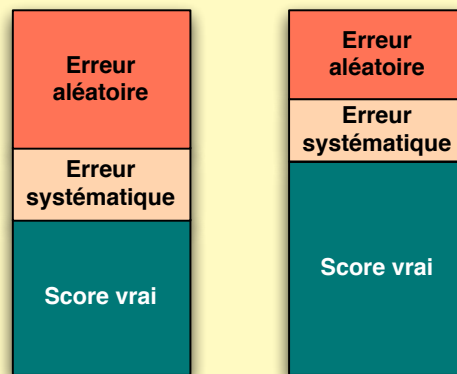 Erreur
aléatoire
Erreur
systématique
Score vrai
Erreur
aléatoire
Erreur
systématique
Score vrai